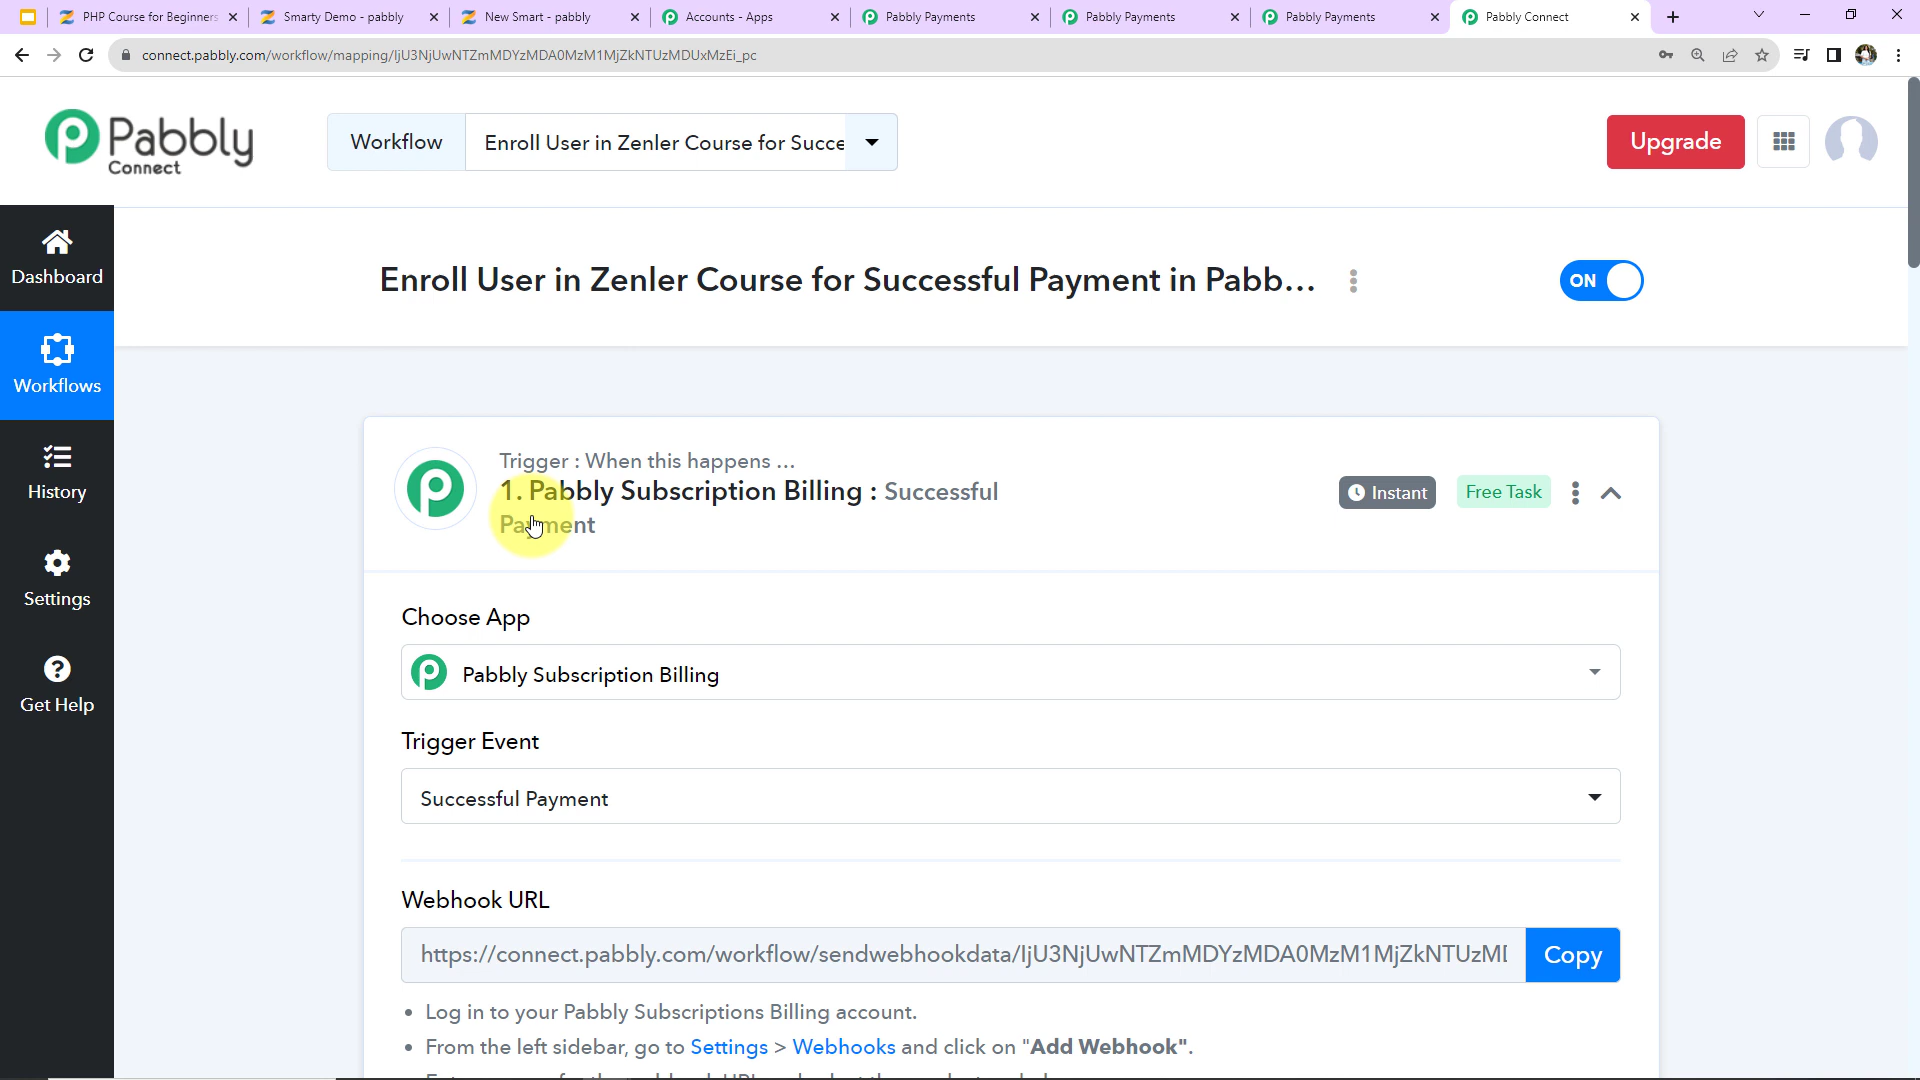 PHP Course for Beginners
Smarty Demo - pabbly
New Smart - pabbly
Accounts - Apps
Pabbly Payments
Pabbly Payments
Pabbly Payments
Pabbly Connect
connect.pabbly.com/workflow/mapping/IjU3NjUwNTZmMDYzMDA0MzM1MjZkNTUzMDUxMzEi_pc
Pabbly
Connect
Workflow
Enroll User in Zenler Course for Succe
Upgrade
Dashboard
Workflows
History
Settings
Get Help
Enroll User in Zenler Course for Successful Payment in Pabb...
ON
Trigger : When this happens ...
1. Pabbly Subscription Billing : Successful
Payment
Instant
Free Task
Choose App
Pabbly Subscription Billing
Trigger Event
Successful Payment
Webhook URL
https://connect.pabbly.com/workflow/sendwebhookdata/IjU3NjUwNTZmMDYzMDA0MzM1MjZkNTUzM
Copy
• Log in to your Pabbly Subscriptions Billing account.
• From the left sidebar, go to Settings > Webhooks and click on "Add Webhook".